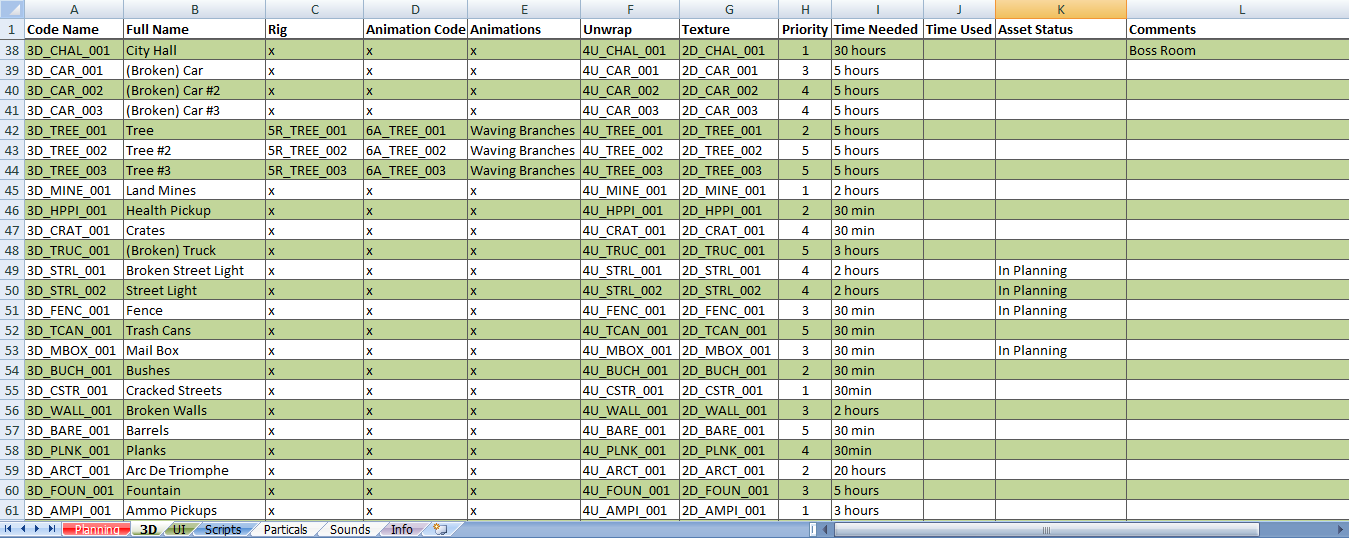 A B C D E F G H I J K L
1 Code Name Full Name Rig Animation Code Animations Unwrap Texture Priority Time Needed Time Used Asset Status Comments
38 3D_CHAL_001 City Hall x x x 4U_CHAL_001 2D_CHAL_001 1 30 hours Boss Room
39 3D_CAR_001 (Broken) Car x x x 4U_CAR_001 2D_CAR_001 3 5 hours
40 3D_CAR_002 (Broken) Car #2 x x x 4U_CAR_002 2D_CAR_002 4 5 hours
41 3D_CAR_003 (Broken) Car #3 x x x 4U_CAR_003 2D_CAR_003 4 5 hours
42 3D_TREE_001 Tree 5R_TREE_001 6A_TREE_001 Waving Branches 4U_TREE_001 2D_TREE_001 2 5 hours
43 3D_TREE_002 Tree #2 5R_TREE_002 6A_TREE_002 Waving Branches 4U_TREE_002 2D_TREE_002 5 5 hours
44 3D_TREE_003 Tree #3 5R_TREE_003 6A_TREE_003 Waving Branches 4U_TREE_003 2D_TREE_003 5 5 hours
45 3D_MINE_001 Land Mines x x x 4U_MINE_001 2D_MINE_001 1 2 hours
46 3D_HPPI_001 Health Pickup x x x 4U_HPPI_001 2D_HPPI_001 2 30 min
47 3D_CRAT_001 Crates x x x 4U_CRAT_001 2D_CRAT_001 4 30 min
48 3D_TRUC_001 (Broken) Truck x x x 4U_TRUC_001 2D_TRUC_001 5 3 hours
49 3D_STRL_001 Broken Street Light x x x 4U_STRL_001 2D_STRL_001 4 2 hours In Planning
50 3D_STRL_002 Street Light x x x 4U_STRL_002 2D_STRL_002 4 2 hours In Planning
51 3D_FENC_001 Fence x x x 4U_FENC_001 2D_FENC_001 3 30 min In Planning
52 3D_TCAN_001 Trash Cans x x x 4U_TCAN_001 2D_TCAN_001 5 30 min
53 3D_MBOX_001 Mail Box x x x 4U_MBOX_001 2D_MBOX_001 3 30 min In Planning
54 3D_BUCH_001 Bushes x x x 4U_BUCH_001 2D_BUCH_001 2 30 min
55 3D_CSTR_001 Cracked Streets x x x 4U_CSTR_001 2D_CSTR_001 1 30min
56 3D_WALL_001 Broken Walls x x x 4U_WALL_001 2D_WALL_001 3 2 hours
57 3D_BARE_001 Barrels x x x 4U_BARE_001 2D_BARE_001 5 30 min
58 3D_PLNK_001 Planks x x x 4U_PLNK_001 2D_PLNK_001 4 30min
59 3D_ARCT_001 Arc De Triomphe x x x 4U_ARCT_001 2D_ARCT_001 2 20 hours
60 3D_FOUN_001 Fountain x x x 4U_FOUN_001 2D_FOUN_001 3 5 hours
61 3D_AMPI_001 Ammo Pickups x x x 4U_AMPI_001 2D_AMPI_001 1 3 hours
Planning 3D UI Scripts Particals Sounds Info